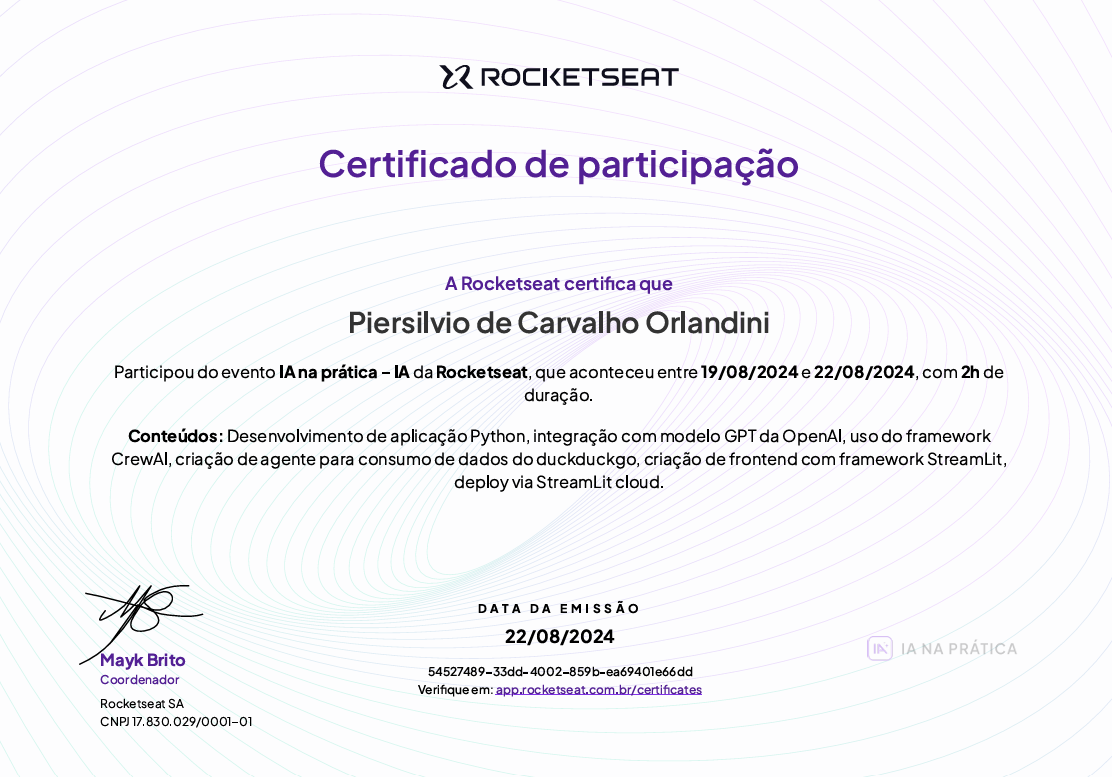 ROCKETSEAT
Certificado de participação
A Rocketseat certifica que
Piersilvio de Carvalho Orlandini
Participou do evento IA na prática - IA da Rocketseat, que aconteceu entre 19/08/2024 e 22/08/2024, com 2h de
duração.
Conteúdos: Desenvolvimento de aplicação Python, integração com modelo GPT da OpenAI, uso do framework
CrewAI, criação de agente para consumo de dados do duckduckgo, criação de frontend com framework StreamLit,
deploy via StreamLit cloud.
Mayk Brito
Coordenador
Rocketseat SA
CNPJ 17.830.029/0001-01
DATA DA EMISSÃO
22/08/2024
54527489-33dd-4002-859b-ea69401e66dd
Verifique em: app.rocketseat.com.br/certificates
IA IA NA PRÁTICA